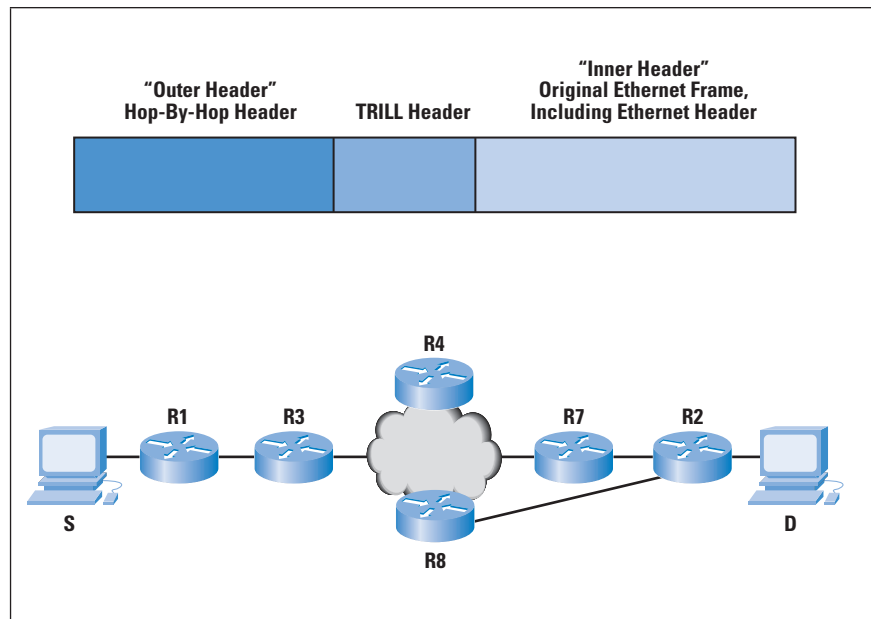 “Outer Header”
Hop-By-Hop Header
TRILL Header
“Inner Header”
Original Ethernet Frame,
Including Ethernet Header
R4
R1
R3
R7
R2
S
D
R8